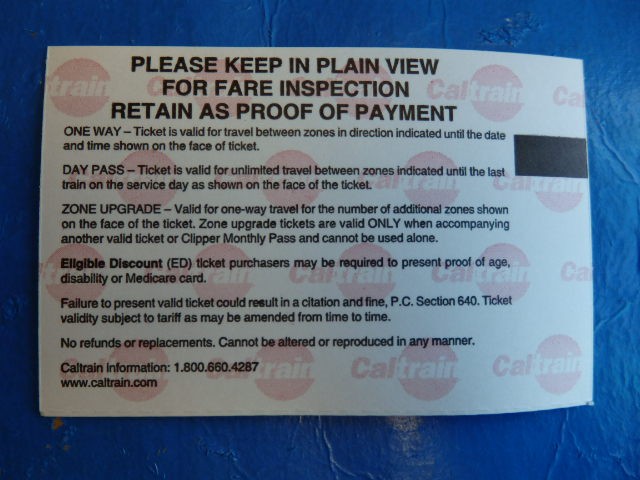 PLEASE KEEP IN PLAIN VIEW
FOR FARE INSPECTION
RETAIN AS PROOF OF PAYMENT
ONE WAY – Ticket is valid for travel between zones in direction indicated until the date
and time shown on the face of ticket.
DAY PASS – Ticket is valid for unlimited travel between zones indicated until the last
train on the service day as shown on the face of the ticket.
ZONE UPGRADE – Valid for one-way travel for the number of additional zones shown
on the face of the ticket. Zone upgrade tickets are valid ONLY when accompanying
another valid ticket or Clipper Monthly Pass and cannot be used alone.
Eligible Discount (ED) ticket purchasers may be required to present proof of age,
disability or Medicare card.
Failure to present valid ticket could result in a citation and fine, P.C. Section 640. Ticket
validity subject to tariff as may be amended from time to time.
No refunds or replacements. Cannot be altered or reproduced in any manner.
Caltrain Information: 1.800.660.4287
www.caltrain.com